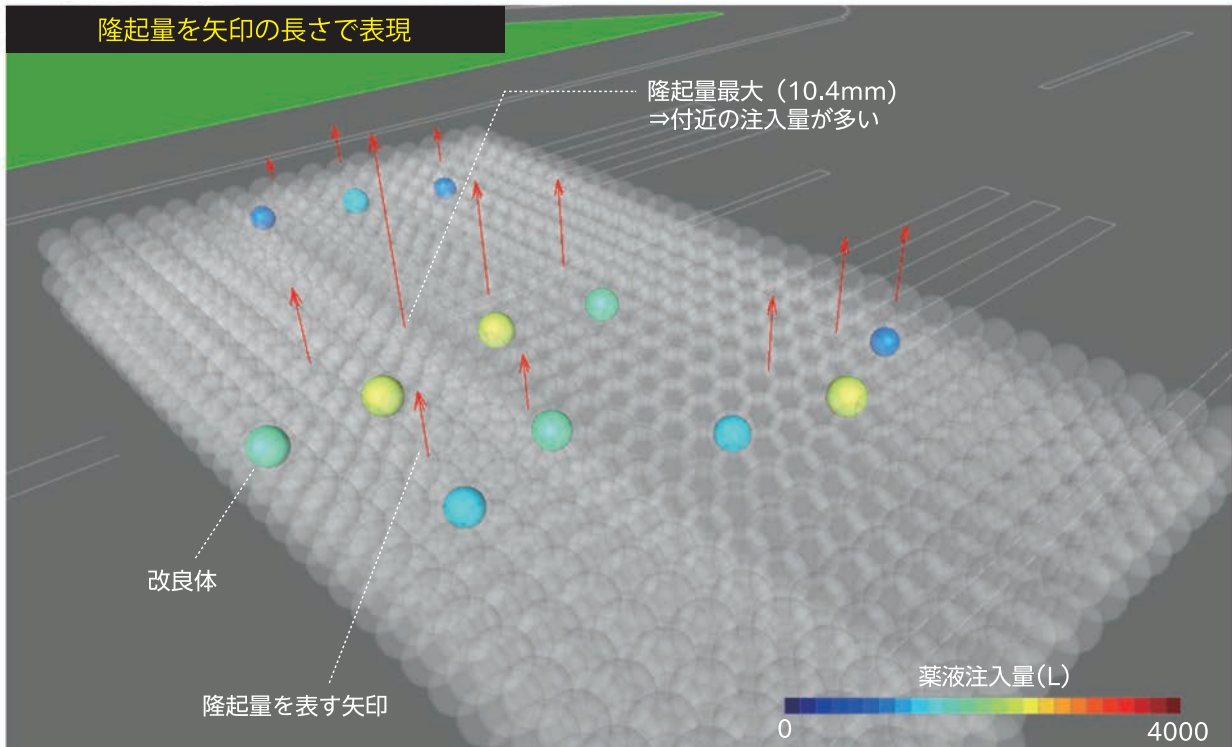 隆起量を矢印の長さで表現
隆起量最大（10.4mm）
⇒付近の注入量が多い
改良体
隆起量を表す矢印
薬液注入量(L)
0
4000